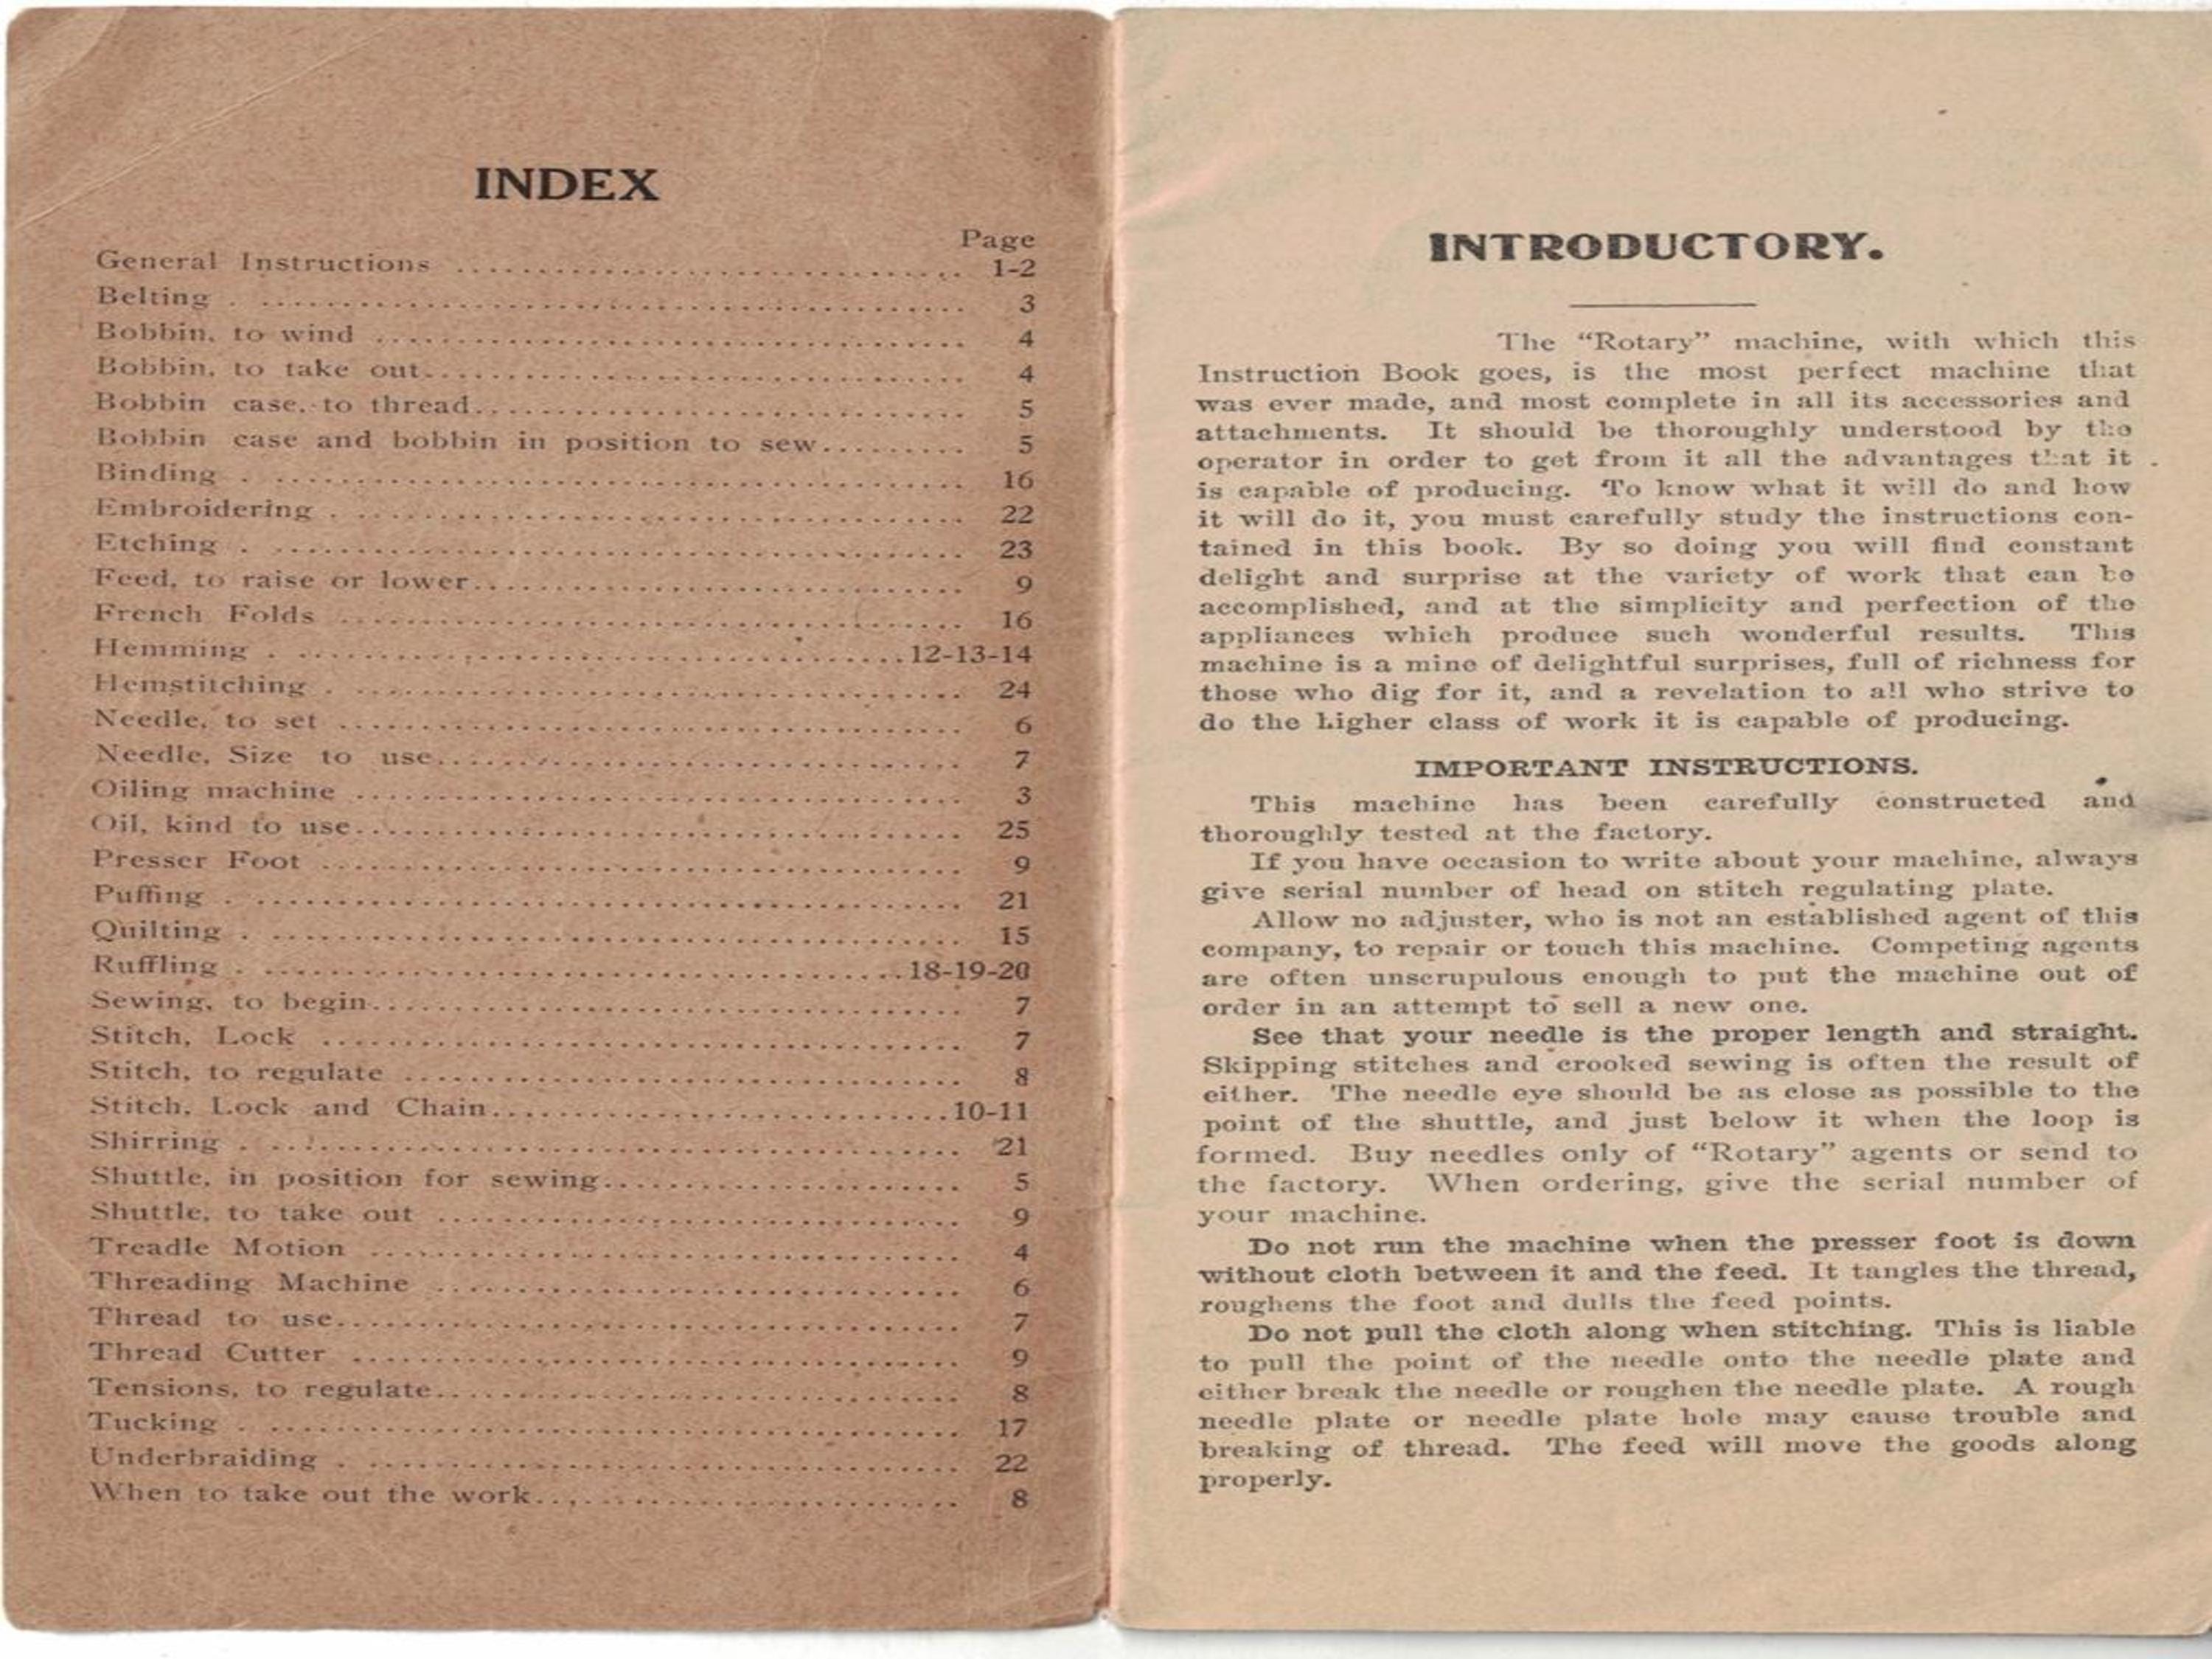 INDEX
Page
General Instructions .................................... 1-2
Belting . .................................... 3
Bobbin, to wind .................................... 4
Bobbin, to take out .................................... 4
Bobbin case, to thread .................................... 5
Bobbin case and bobbin in position to sew ......... 5
Binding . .................................... 16
Embroidering . .................................... 22
Etching . .................................... 23
Feed, to raise or lower .................................... 9
French Folds .................................... 16
Hemming . .................................... 12-13-14
Hemstitching . .................................... 24
Needle, to set .................................... 6
Needle, Size to use .................................... 7
Oiling machine .................................... 3
Oil, kind to use .................................... 25
Presser Foot .................................... 9
Puffing . .................................... 21
Quilting . .................................... 15
Ruffling . .................................... 18-19-20
Sewing, to begin .................................... 7
Stitch, Lock .................................... 7
Stitch, to regulate .................................... 8
Stitch, Lock and Chain .................................... 10-11
Shirring . .................................... 21
Shuttle, in position for sewing ........................ 5
Shuttle, to take out .................................... 9
Treadle Motion .................................... 4
Threading Machine .................................... 6
Thread to use .................................... 7
Thread Cutter .................................... 9
Tensions, to regulate .................................... 8
Tucking . .................................... 17
Underbraiding . .................................... 22
When to take out the work ............................ 8
INTRODUCTORY.
The “Rotary” machine, with which this
Instruction Book goes, is the most perfect machine that
was ever made, and most complete in all its accessories and
attachments. It should be thoroughly understood by the
operator in order to get from it all the advantages that it
is capable of producing. To know what it will do and how
it will do it, you must carefully study the instructions con-
tained in this book. By so doing you will find constant
delight and surprise at the variety of work that can be
accomplished, and at the simplicity and perfection of the
appliances which produce such wonderful results. This
machine is a mine of delightful surprises, full of richness for
those who dig for it, and a revelation to all who strive to
do the higher class of work it is capable of producing.
IMPORTANT INSTRUCTIONS.
This machine has been carefully constructed and
thoroughly tested at the factory.
If you have occasion to write about your machine, always
give serial number of head on stitch regulating plate.
Allow no adjuster, who is not an established agent of this
company, to repair or touch this machine. Competing agents
are often unscrupulous enough to put the machine out of
order in an attempt to sell a new one.
See that your needle is the proper length and straight.
Skipping stitches and crooked sewing is often the result of
either. The needle eye should be as close as possible to the
point of the shuttle, and just below it when the loop is
formed. Buy needles only of “Rotary” agents or send to
the factory. When ordering, give the serial number of
your machine.
Do not run the machine when the presser foot is down
without cloth between it and the feed. It tangles the thread,
roughens the foot and dulls the feed points.
Do not pull the cloth along when stitching. This is liable
to pull the point of the needle onto the needle plate and
either break the needle or roughen the needle plate. A rough
needle plate or needle plate hole may cause trouble and
breaking of thread. The feed will move the goods along
properly.